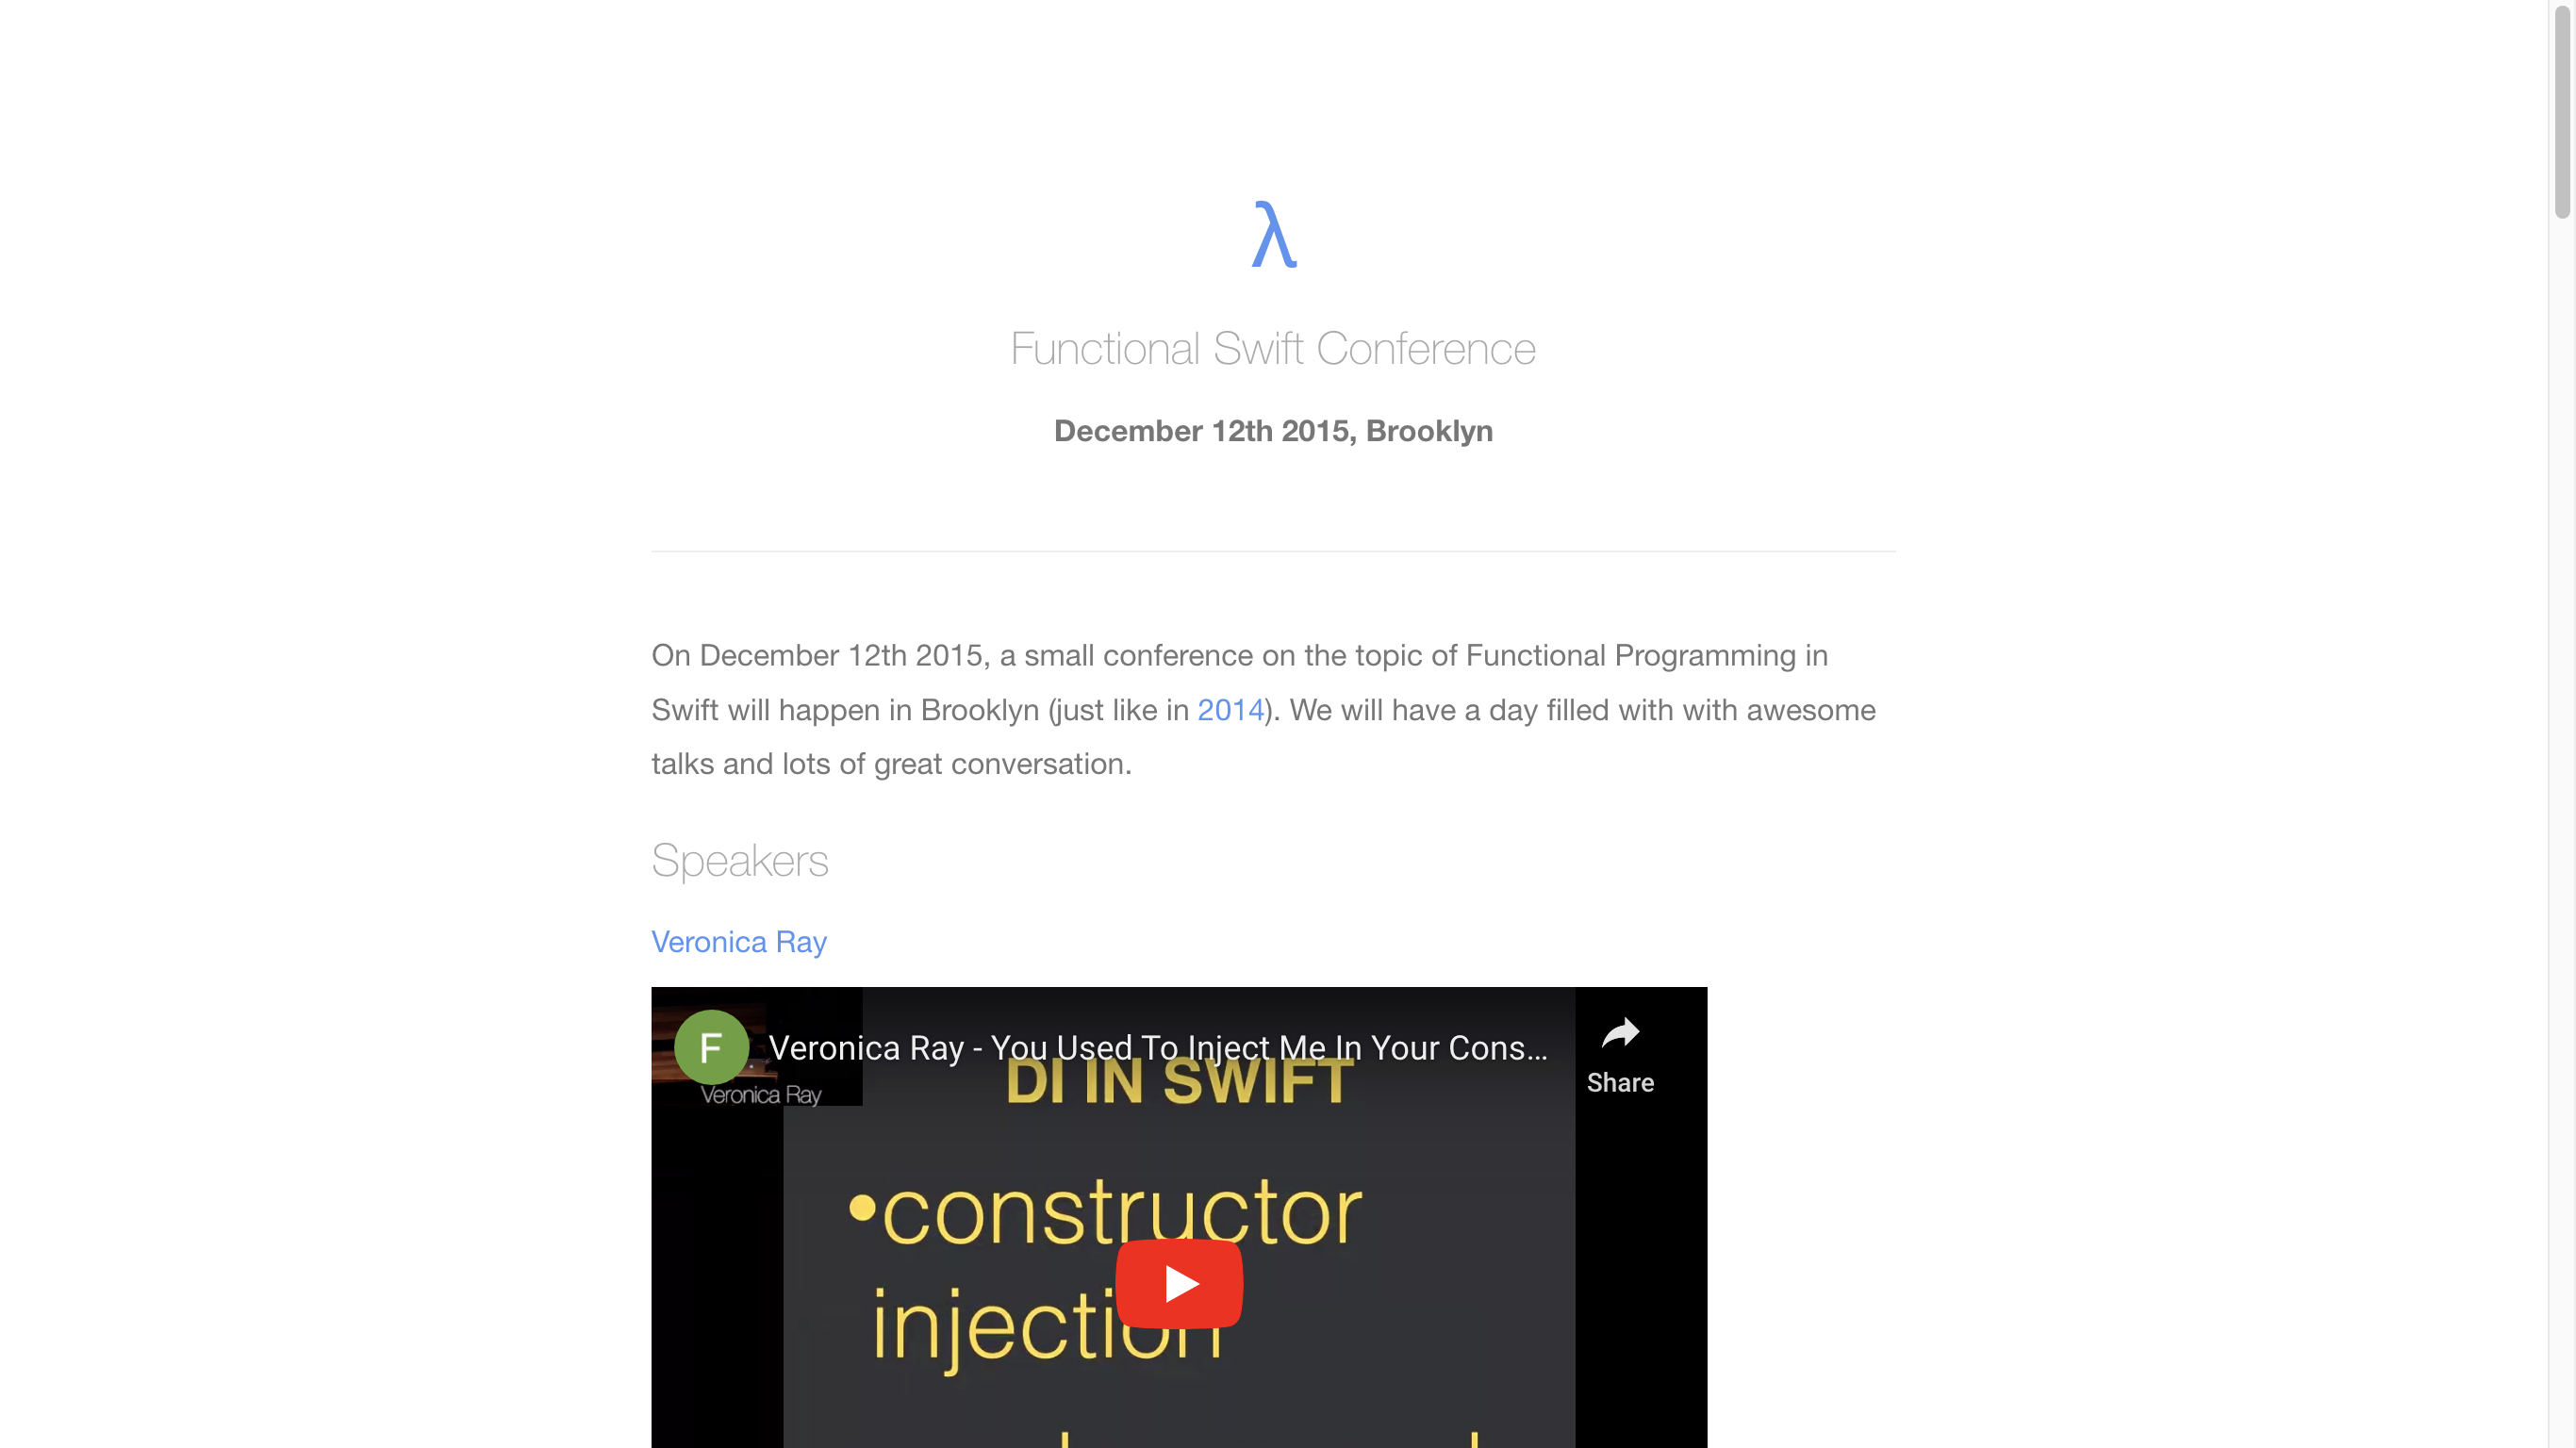 λ
Functional Swift Conference
December 12th 2015, Brooklyn
On December 12th 2015, a small conference on the topic of Functional Programming in
Swift will happen in Brooklyn (just like in 2014). We will have a day filled with with awesome
talks and lots of great conversation.
Speakers
Veronica Ray
F
Veronica Ray - You Used To Inject Me In Your Cons...
Share
Veronica Ray
DI IN SWIFT
•constructor
injection